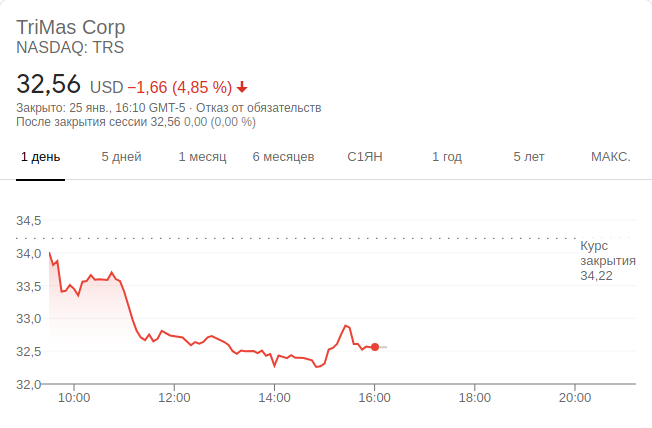 TriMas Corp
NASDAQ: TRS
32,56 USD −1,66 (4,85 %)
Закрыто: 25 янв., 16:10 GMT-5 · Отказ от обязательств
После закрытия сессии 32,56 0,00 (0,00 %)
1 день 5 дней 1 месяц 6 месяцев С1ЯН 1 год 5 лет МАКС.
34,5
34,0
33,5
33,0
32,5
32,0
Курс
закрытия
34,22
10:00 12:00 14:00 16:00 18:00 20:00